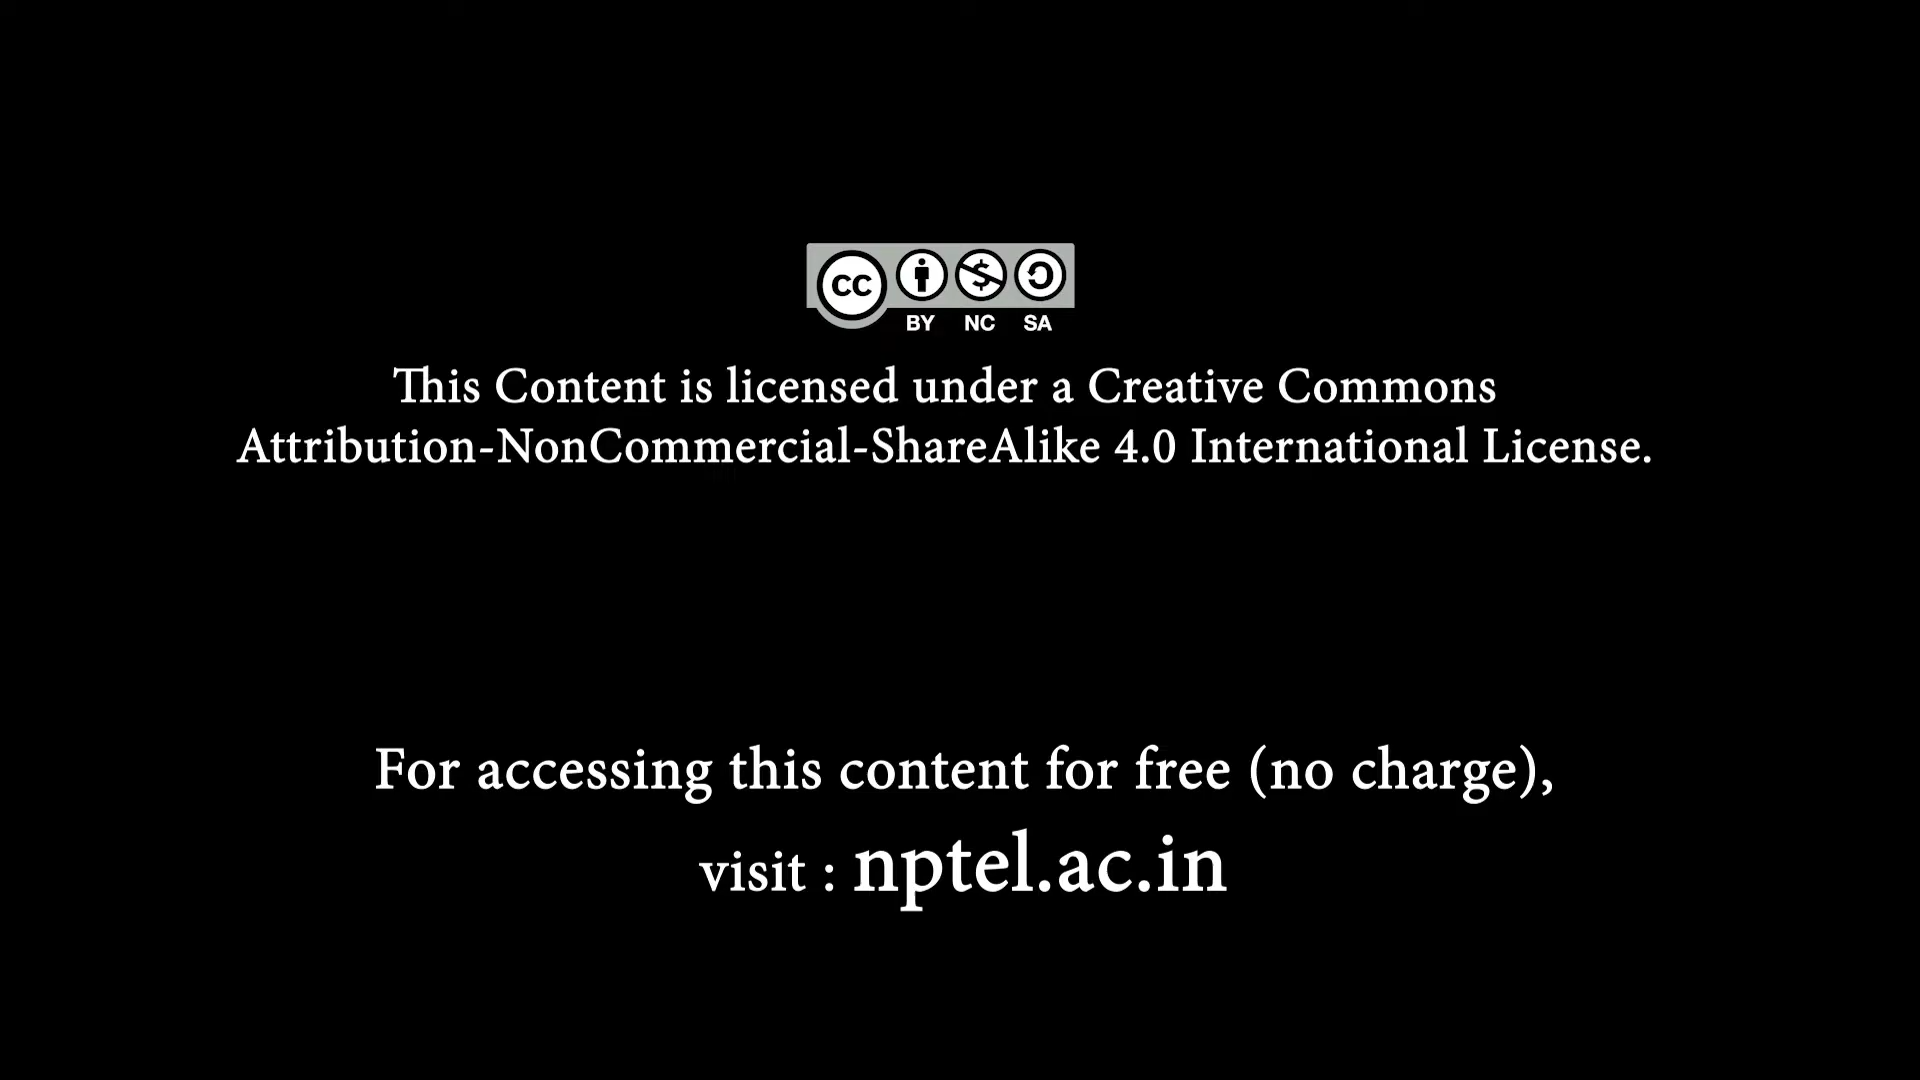 cc
BY NC SA
This Content is licensed under a Creative Commons
Attribution-NonCommercial-ShareAlike 4.0 International License.
For accessing this content for free (no charge),
visit : nptel.ac.in